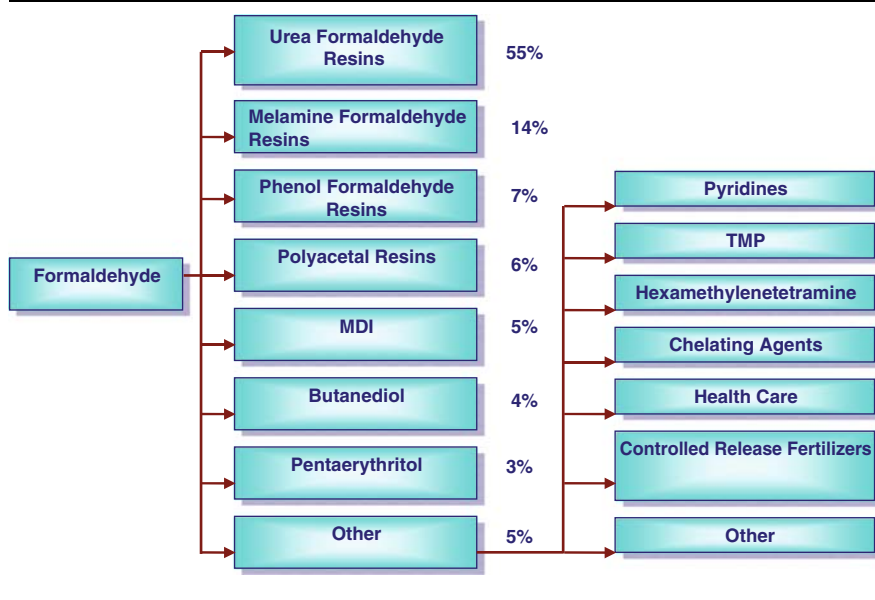 Formaldehyde
Urea Formaldehyde
Resins
55%
Melamine Formaldehyde
Resins
14%
Phenol Formaldehyde
Resins
7%
Polyacetal Resins
6%
MDI
5%
Butanediol
4%
Pentaerythritol
3%
Other
5%
Pyridines
TMP
Hexamethylenetetramine
Chelating Agents
Health Care
Controlled Release Fertilizers
Other